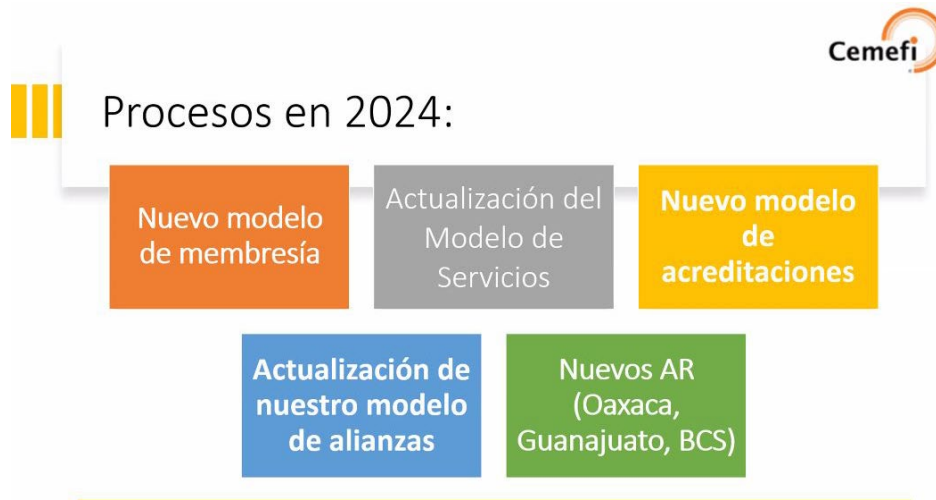 Cemefi
Procesos en 2024:
Nuevo modelo
de membresía
Actualización del
Modelo de
Servicios
Nuevo modelo
de
acreditaciones
Actualización de
nuestro modelo
de alianzas
Nuevos AR
(Oaxaca,
Guanajuato, BCS)